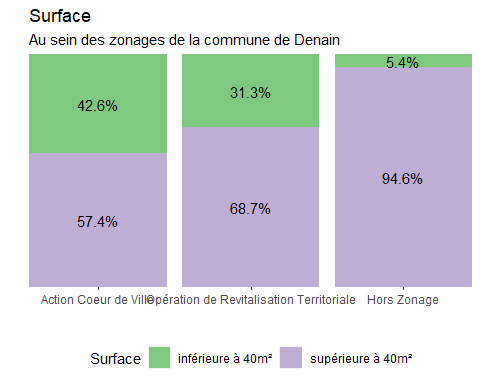 Surface
Au sein des zonages de la commune de Denain
42.6% 31.3% 5.4%
57.4% 68.7% 94.6%
Action Coeur de Ville Opération de Revitalisation Territoriale Hors Zonage
Surface inférieure à 40m² supérieure à 40m²